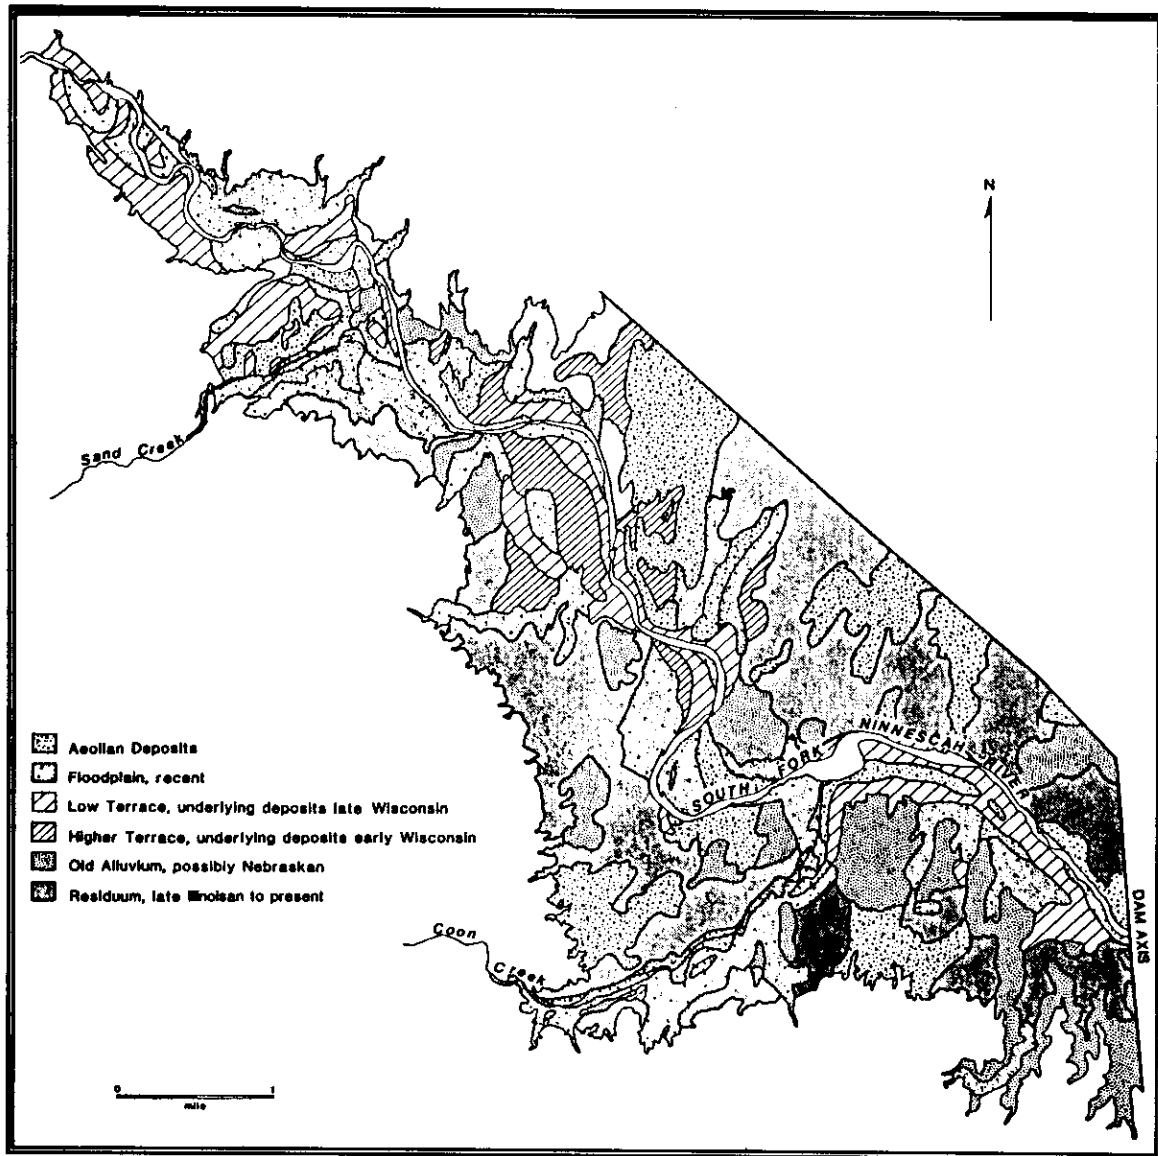 N
Sand Creek
Aeolian Deposits
Floodplain, recent
Low Terrace, underlying deposits late Wisconsin
Higher Terrace, underlying deposits early Wisconsin
Old Alluvium, possibly Nebraskan
Residuum, late Illinoisan to present
SOUTH FORK NINNESCAH RIVER
DAM AXIS
Coon Creek
0 1
mile